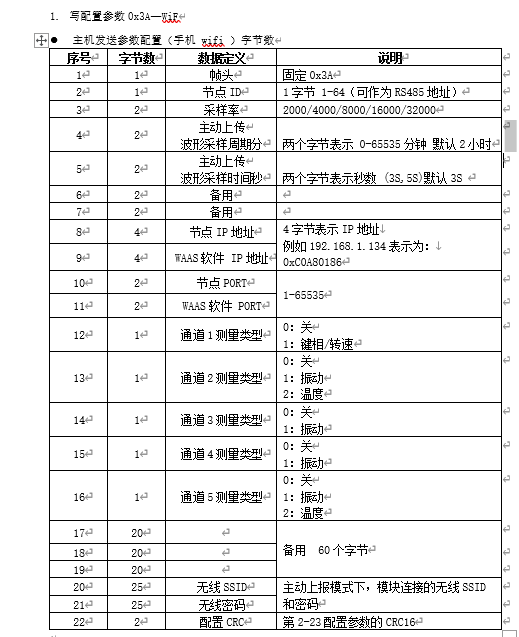 1. 写配置参数 0x3A—WiF
主机发送参数配置（手机 wifi ）字节数
序号 字节数 数据定义 说明
1 1 帧头 固定 0x3A
2 1 节点 ID 1 字节 1-64（可作为 RS485 地址）
3 2 采样率 2000/4000/8000/16000/32000
4 2 主动上传
波形采样周期分 两个字节表示 0-65535 分钟 默认 2 小时
5 2 主动上传
波形采样时间秒 两个字节表示秒数 (3S,5S)默认 3S
6 2 备用
7 2 备用
8 4 节点 IP 地址 4 字节表示 IP 地址
例如 192.168.1.134 表示为：
9 4 WAAS 软件 IP 地址 0xC0A80186
10 2 节点 PORT
1-65535
11 2 WAAS 软件 PORT
12 1 通道 1 测量类型 0：关
1：键相/转速
13 1 通道 2 测量类型 0：关
1：振动
2：温度
14 1 通道 3 测量类型 0：关
1：振动
15 1 通道 4 测量类型 0：关
1：振动
16 1 通道 5 测量类型 0：关
1：振动
2：温度
17 20
18 20 备用 60 个字节
19 20
20 25 无线 SSID 主动上报模式下，模块连接的无线 SSID
21 25 无线密码 和密码
22 2 配置 CRC 第 2-23 配置参数的 CRC16